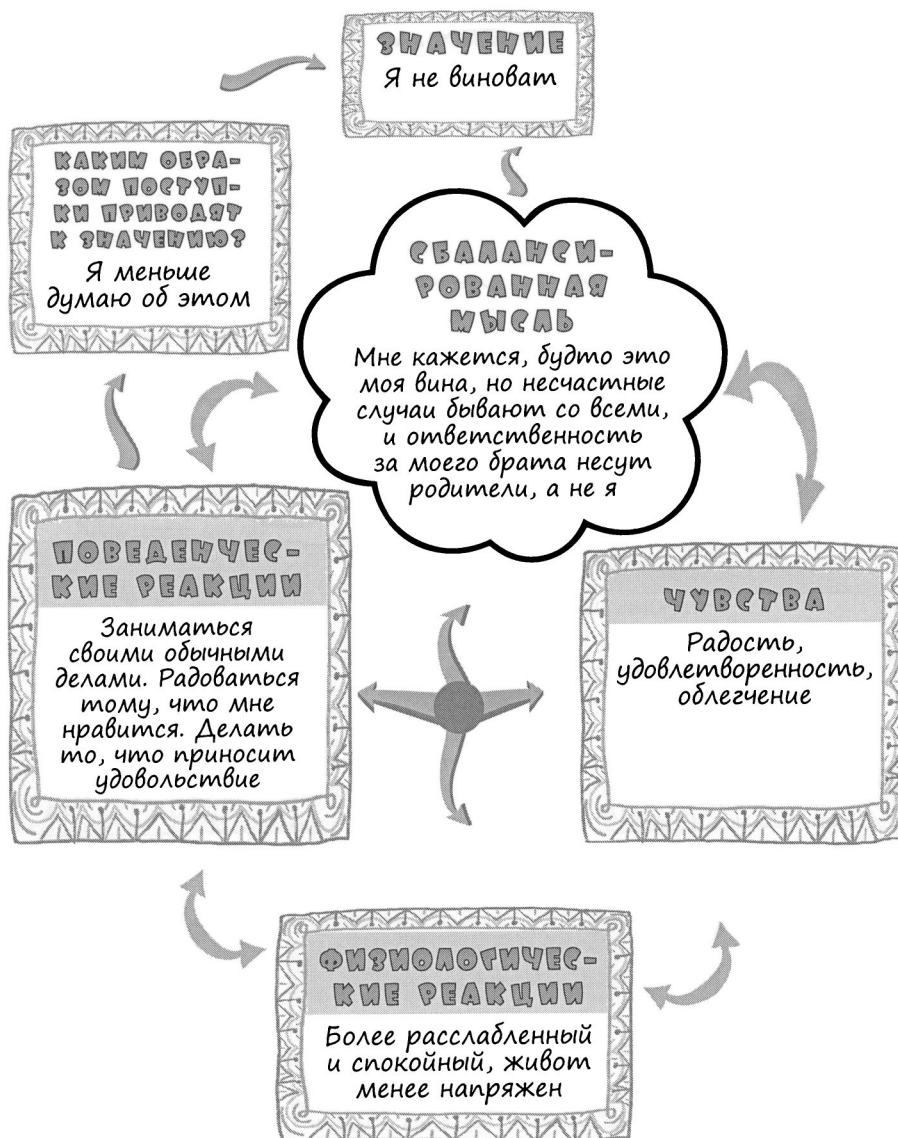 ЗНАЧЕНИЕ
Я не виноват
КАКИМ ОБРА-
ЗОМ ПОСТУП-
КИ ПРИВОДЯТ
К ЗНАЧЕНИЮ?
Я меньше
думаю об этом
СБАЛАНСИ-
РОВАННАЯ
МЫСЛЬ
Мне кажется, будто это
моя вина, но несчастные
случаи бывают со всеми,
и ответственность
за моего брата несут
родители, а не я
ПОВЕДЕНЧЕС-
КИЕ РЕАКЦИИ
Заниматься
своими обычными
делами. Радоваться
тому, что мне
нравится. Делать
то, что приносит
удовольствие
ЧУВСТВА
Радость,
удовлетворенность,
облегчение
ФИЗИОЛОГИЧЕС-
КИЕ РЕАКЦИИ
Более расслабленный
и спокойный, живот
менее напряжен